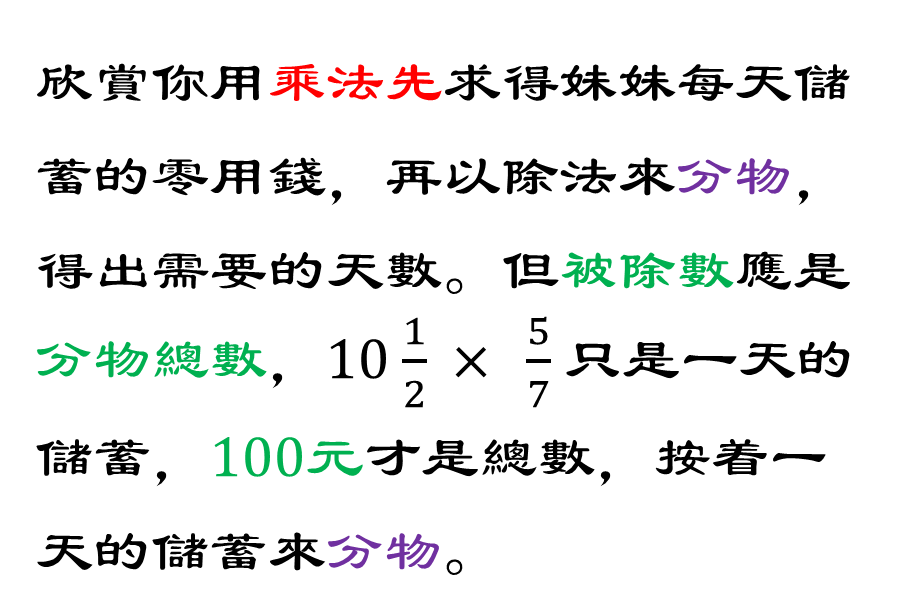 欣賞你用乘法先求得妹妹每天儲
蓄的零用錢，再以除法來分物，
得出需要的天數。但被除數應是
分物總數，10 1/2 × 5/7 只是一天的
儲蓄，100元才是總數，按着一
天的儲蓄來分物。